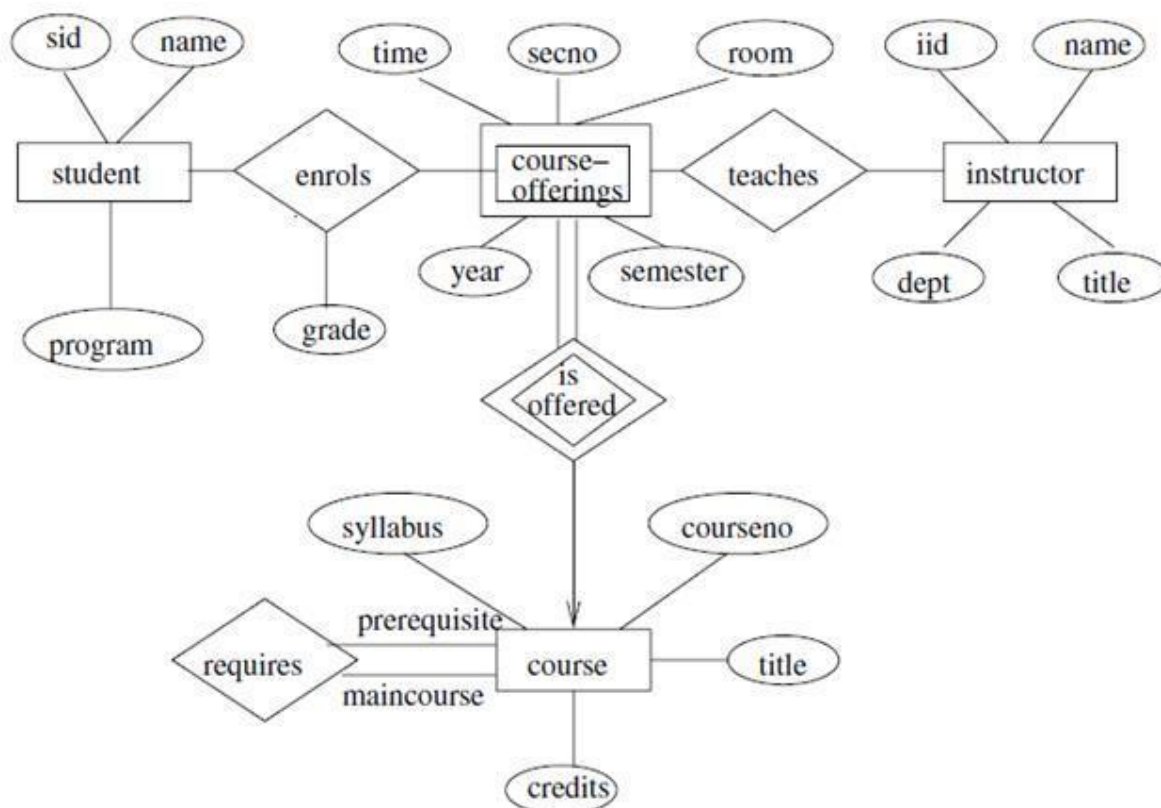 sid
name
time
secno
room
iid
name
student
enrols
course–
offerings
teaches
instructor
program
grade
year
semester
dept
title
is
offered
syllabus
courseno
requires
prerequisite
maincourse
course
title
credits